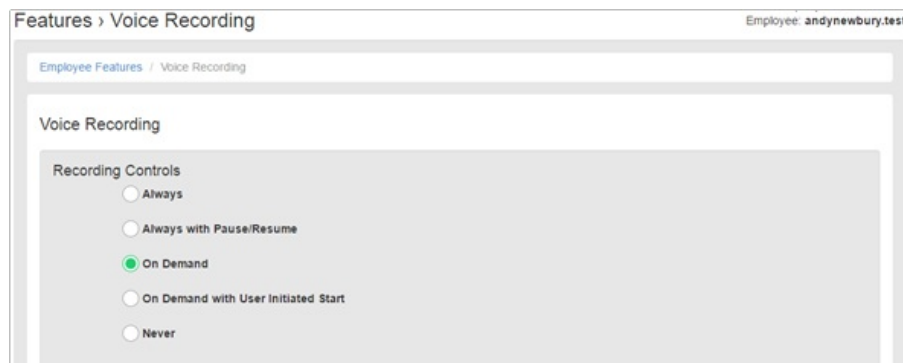 Features › Voice Recording
Employee: andynewbury.test
Employee Features / Voice Recording
Voice Recording
Recording Controls
Always
Always with Pause/Resume
On Demand
On Demand with User Initiated Start
Never